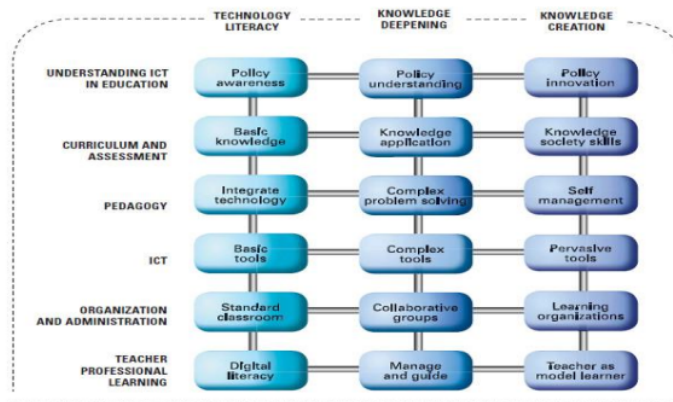 TECHNOLOGY
LITERACY
KNOWLEDGE
DEEPENING
KNOWLEDGE
CREATION
UNDERSTANDING ICT
IN EDUCATION
Policy
awareness
Policy
understanding
Policy
innovation
CURRICULUM AND
ASSESSMENT
Basic
knowledge
Knowledge
application
Knowledge
society skills
PEDAGOGY
Integrate
technology
Complex
problem solving
Self
management
ICT
Basic
tools
Complex
tools
Pervasive
tools
ORGANIZATION
AND ADMINISTRATION
Standard
classroom
Collaborative
groups
Learning
organizations
TEACHER
PROFESSIONAL
LEARNING
Digital
literacy
Manage
and guide
Teacher as
model learner